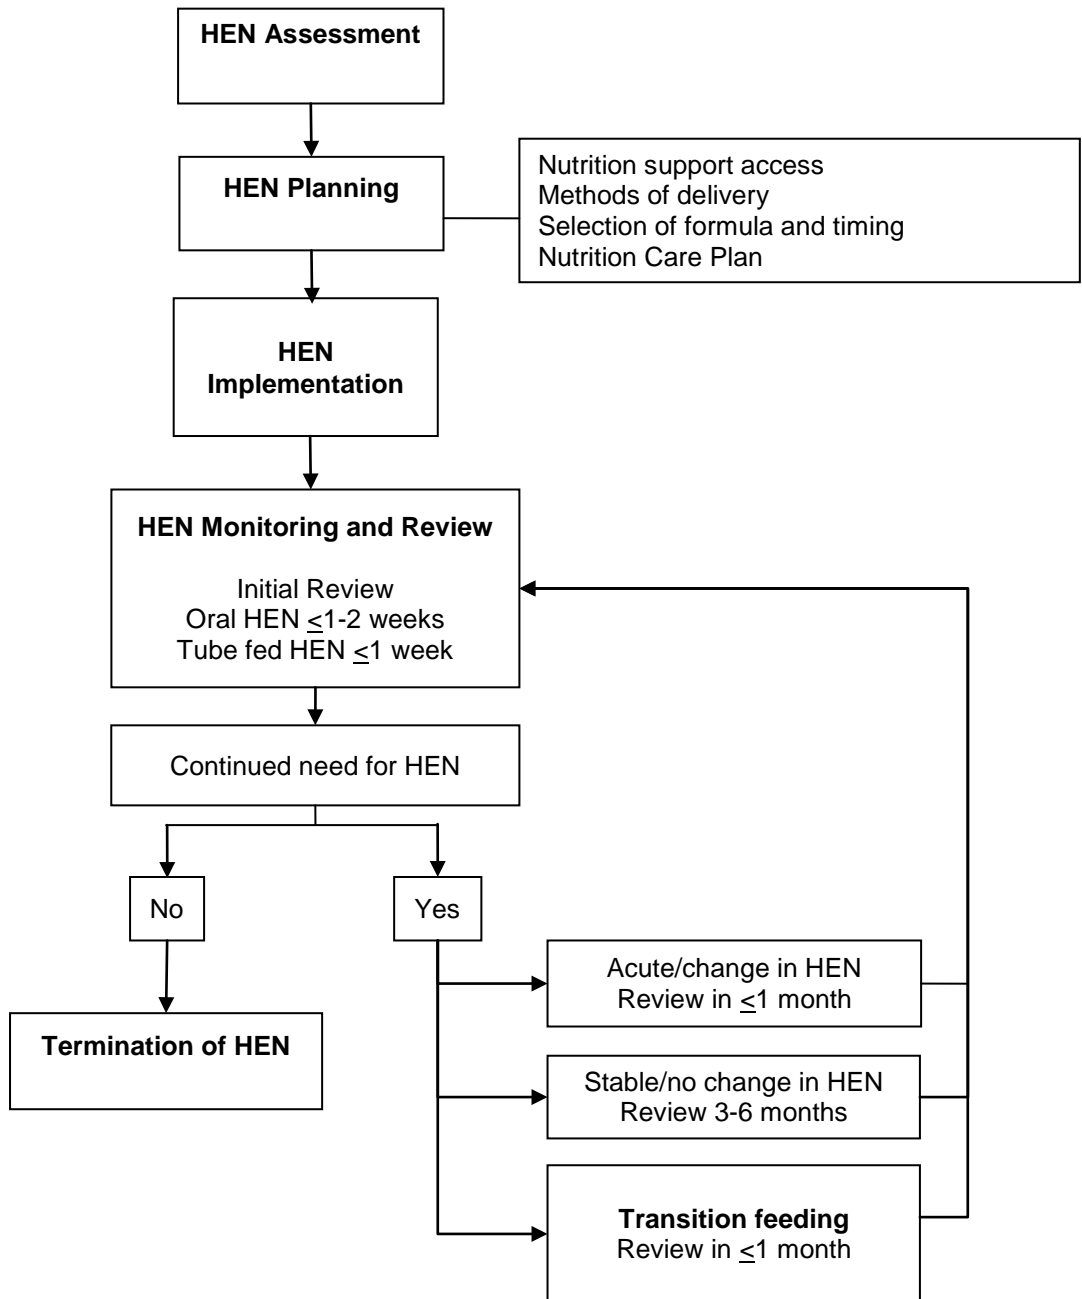 HEN Assessment
HEN Planning
Nutrition support access
Methods of delivery
Selection of formula and timing
Nutrition Care Plan
HEN
Implementation
HEN Monitoring and Review
Initial Review
Oral HEN ≤1-2 weeks
Tube fed HEN ≤1 week
Continued need for HEN
No
Yes
Acute/change in HEN
Review in ≤1 month
Termination of HEN
Stable/no change in HEN
Review 3-6 months
Transition feeding
Review in ≤1 month